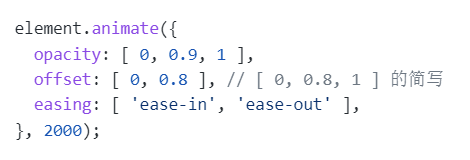 element.animate({
  opacity: [ 0, 0.9, 1 ],
  offset: [ 0, 0.8 ], // [ 0, 0.8, 1 ] 的简写
  easing: [ 'ease-in', 'ease-out' ],
}, 2000);